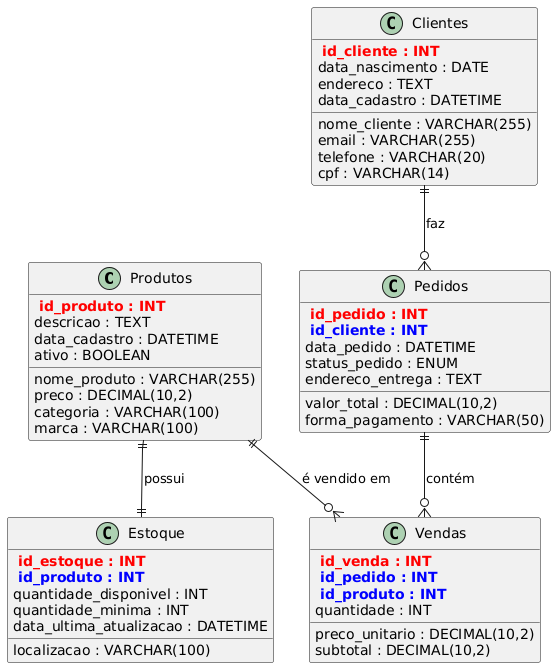 C Clientes
id_cliente : INT
data_nascimento : DATE
endereco : TEXT
data_cadastro : DATETIME
nome_cliente : VARCHAR(255)
email : VARCHAR(255)
telefone : VARCHAR(20)
cpf : VARCHAR(14)
faz
C Produtos
id_produto : INT
descricao : TEXT
data_cadastro : DATETIME
ativo : BOOLEAN
nome_produto : VARCHAR(255)
preco : DECIMAL(10,2)
categoria : VARCHAR(100)
marca : VARCHAR(100)
C Pedidos
id_pedido : INT
id_cliente : INT
data_pedido : DATETIME
status_pedido : ENUM
endereco_entrega : TEXT
valor_total : DECIMAL(10,2)
forma_pagamento : VARCHAR(50)
possui
é vendido em
contém
C Estoque
id_estoque : INT
id_produto : INT
quantidade_disponivel : INT
quantidade_minima : INT
data_ultima_atualizacao : DATETIME
localizacao : VARCHAR(100)
C Vendas
id_venda : INT
id_pedido : INT
id_produto : INT
quantidade : INT
preco_unitario : DECIMAL(10,2)
subtotal : DECIMAL(10,2)